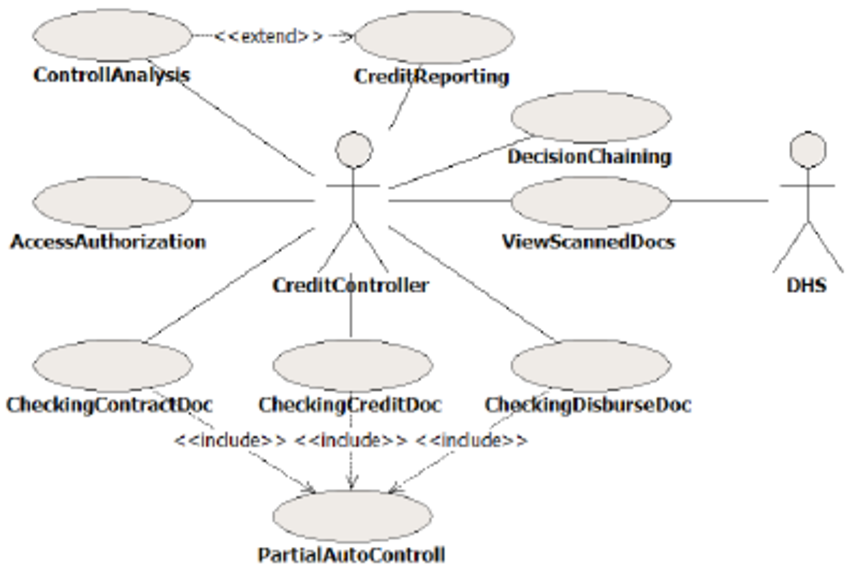 <<extend>>
ControllAnalysis
CreditReporting
DecisionChaining
AccessAuthorization
ViewScannedDocs
CreditController
DHS
CheckingContractDoc
CheckingCreditDoc
CheckingDisburseDoc
<<include>> <<include>> <<include>>
PartialAutoControll